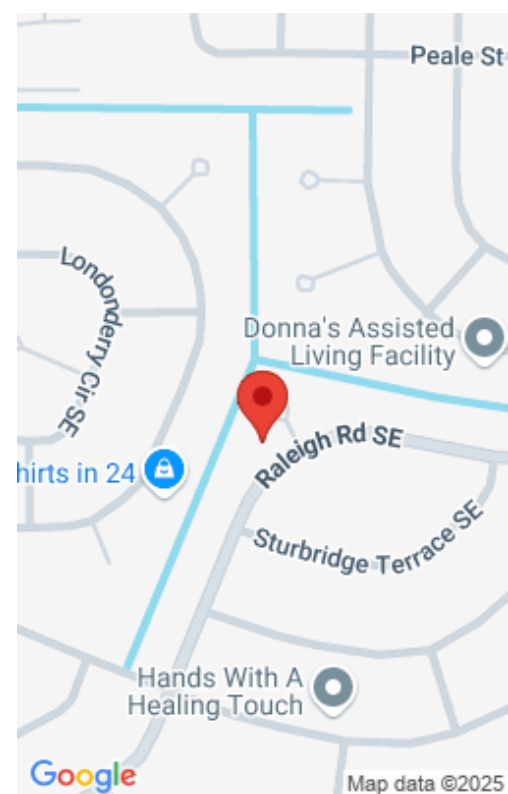 Peale St
Londonderry Cir SE
Donna's Assisted
Living Facility
Raleigh Rd SE
hirts in 24
Sturbridge Terrace SE
Hands With A
Healing Touch
Google
Map data ©2025